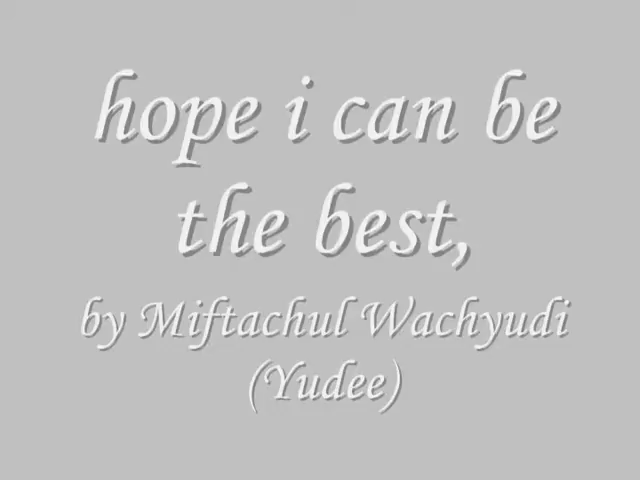 hope i can be
the best,
by Miftachul Wachyudi
(Yudee)